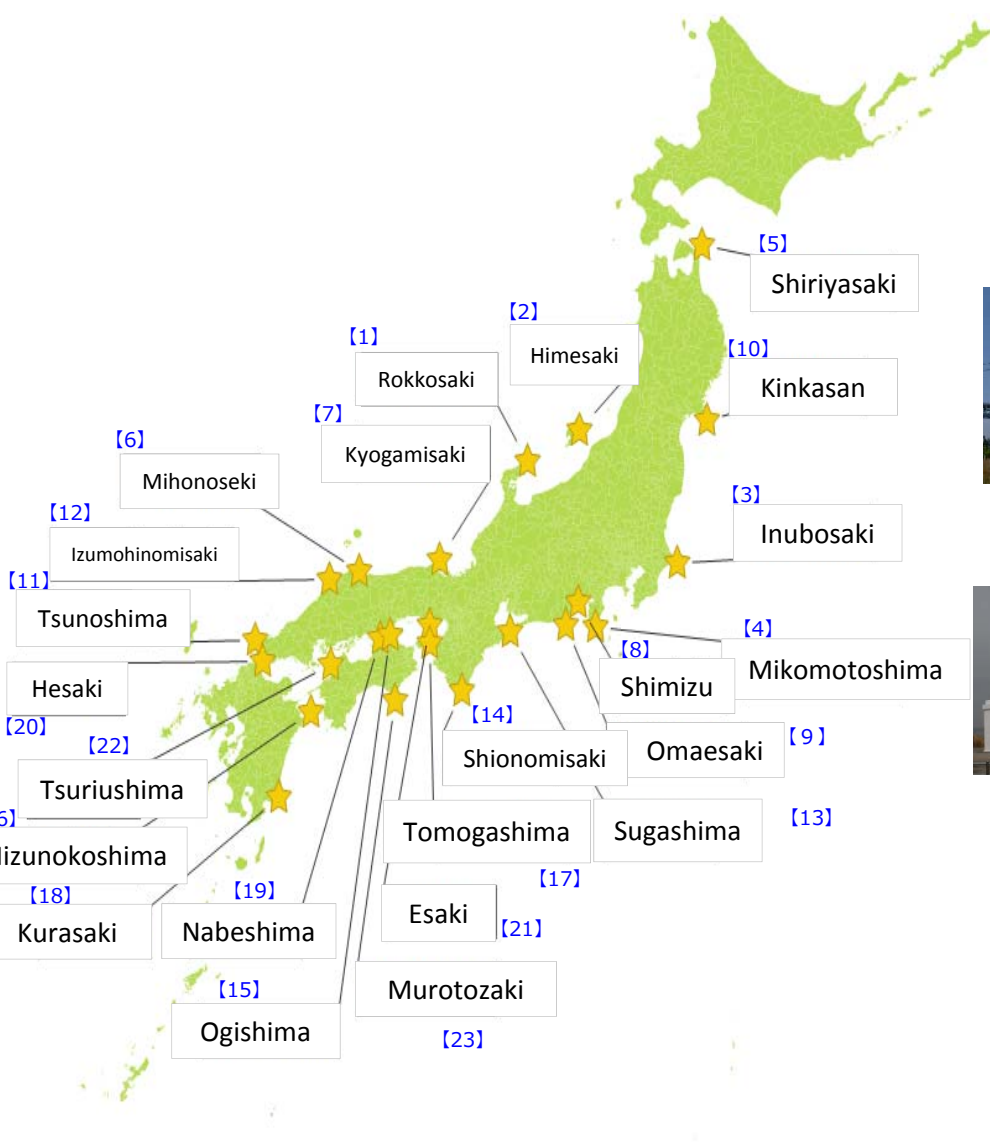 【5】
Shiriyasaki
【2】
Himesaki
【1】
Rokkosaki
【10】
Kinkasan
【7】
Kyogamisaki
【6】
Mihonoseki
【3】
Inubosaki
【12】
Izumohinomisaki
【11】
Tsunoshima
【4】
Mikomotoshima
【8】
Shimizu
Hesaki
【20】
【14】
Shionomisaki
Omaesaki
【9】
【22】
Tsuriushima
【13】
Sugashima
Tomogashima
【17】
6】
izunokoshima
【18】
Kurasaki
【19】
Nabeshima
Esaki
【21】
【15】
Ogishima
Murotozaki
【23】